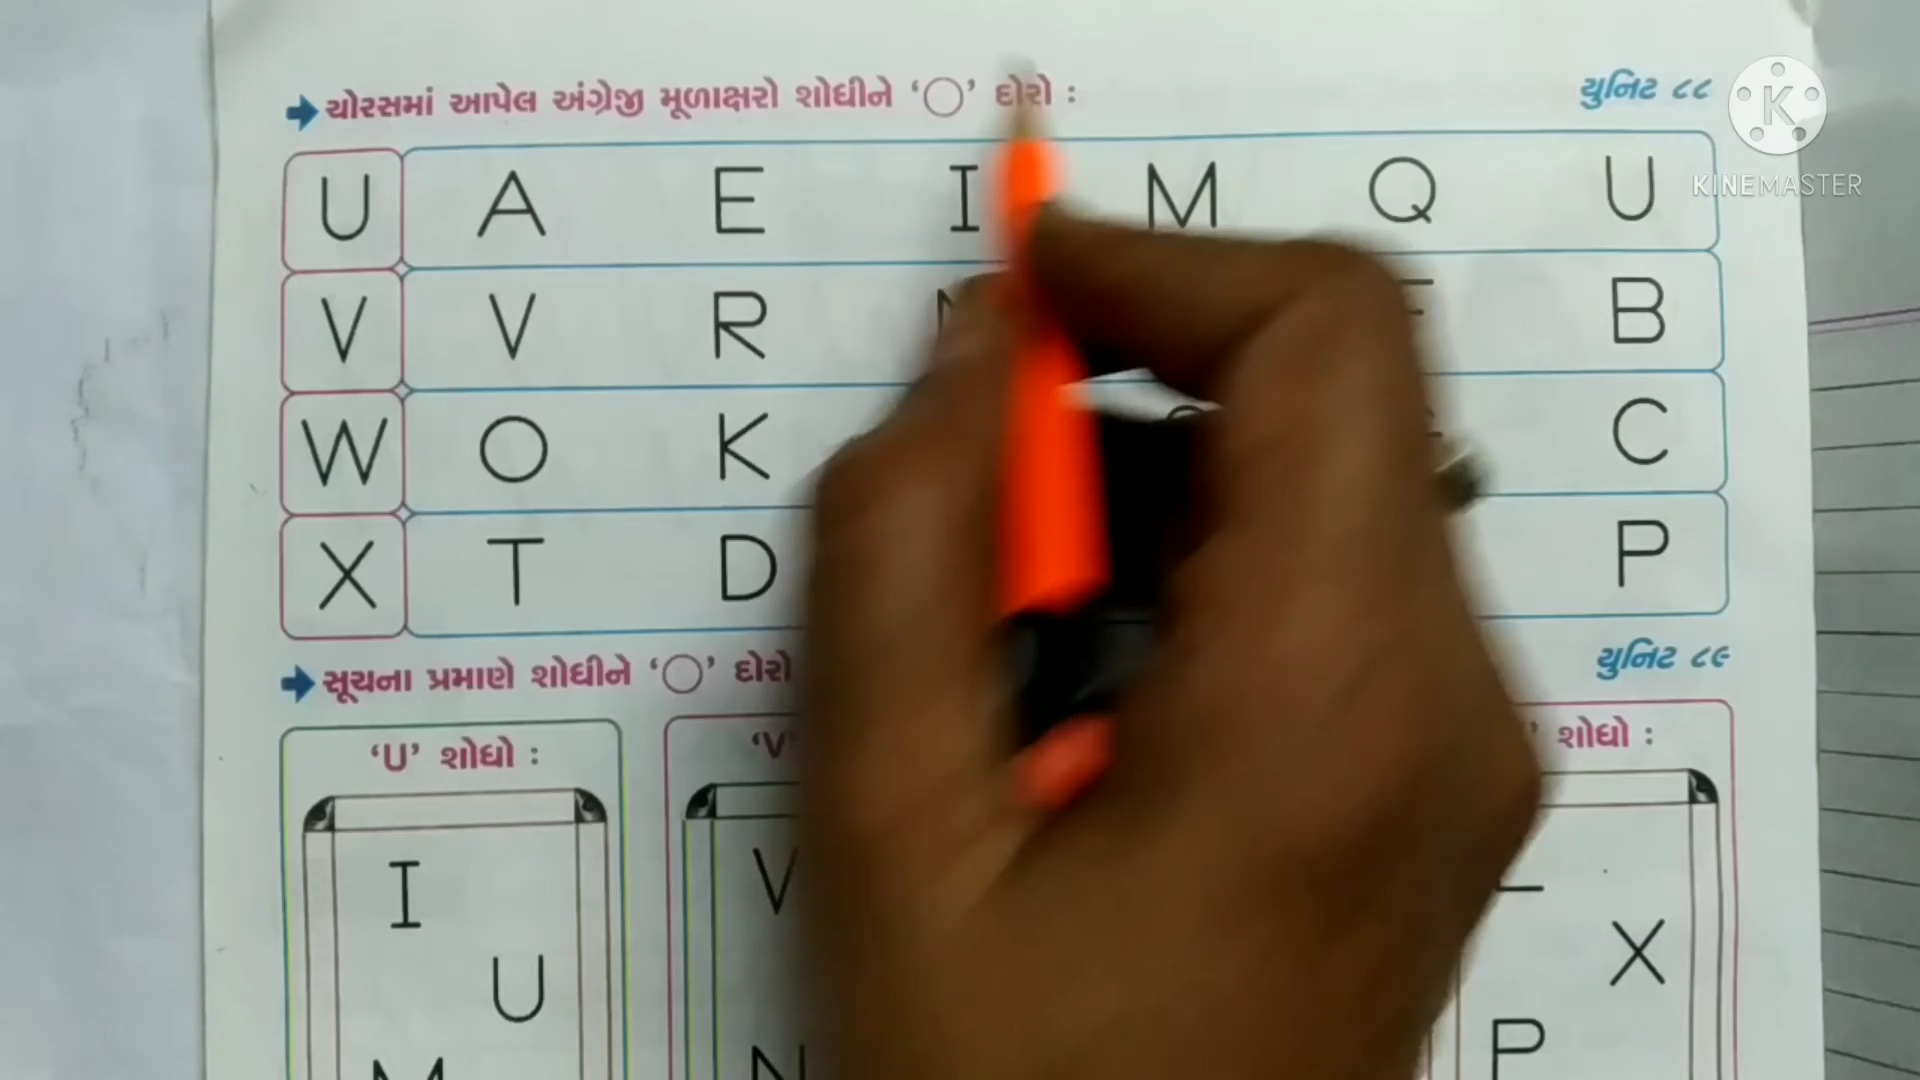 ચોરસમાં આપેલ અંગ્રેજી મૂળાક્ષરો શોધીને ‘○’ દોરો :
યુનિટ ૮૮
K
KINEMASTER
U A E I M Q U
V V R B
W O K C
X T D P
સૂચના પ્રમાણે શોધીને ‘○’ દોરો
યુનિટ ૮૯
‘U’ શોધો :
‘V’
શોધો :
I
U
M
V
N
X
P